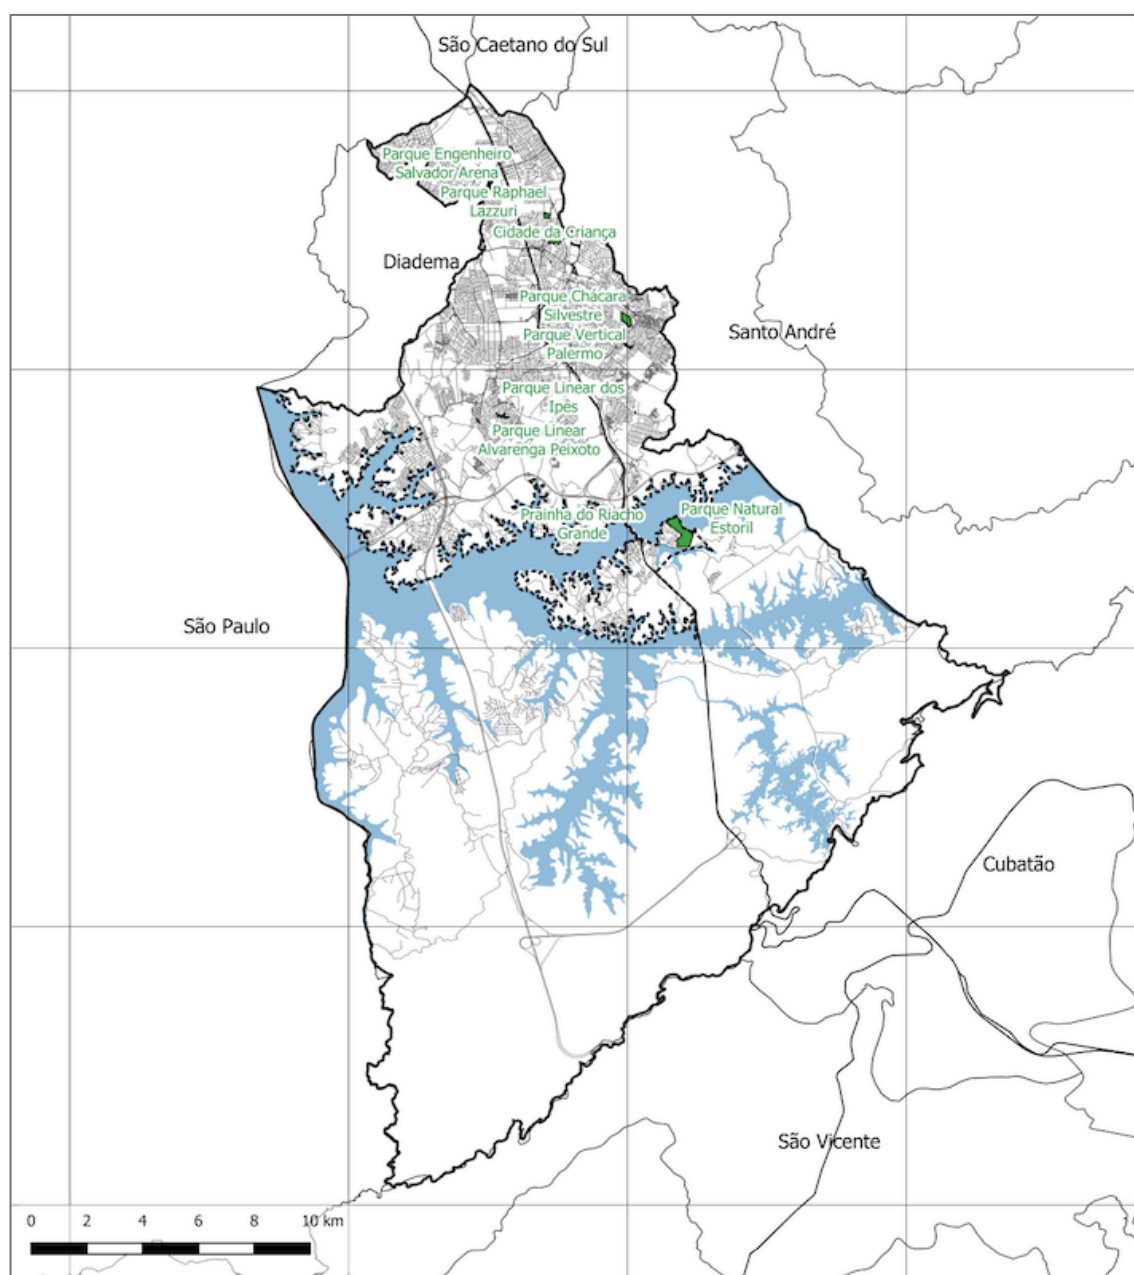 São Caetano do Sul
Parque Engenheiro
Salvador Arena
Parque Raphael
Lazzuri
Cidade da Criança
Diadema
Parque Chácara
Silvestre
Santo André
Parque Vertical
Palermo
Parque Linear dos
Ipês
Parque Linear
Alvarenga Peixoto
Parque Natural
Estoril
Prainha do Riacho
Grande
São Paulo
Cubatão
São Vicente
0 2 4 6 8 10 km